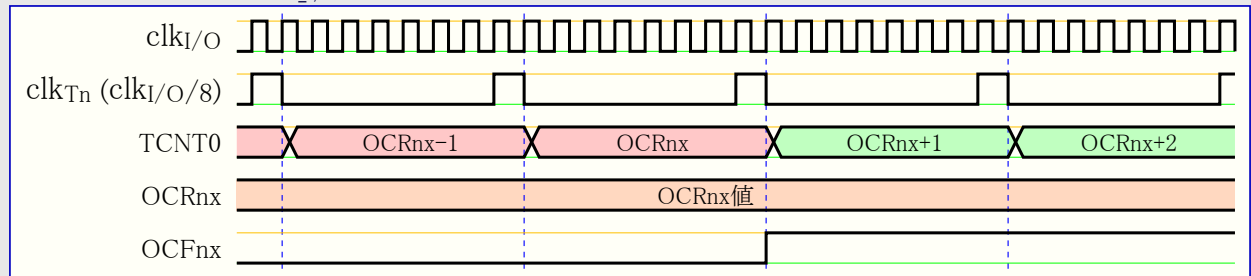 clkI/O
clkTn (clkI/O/8)
TCNT0 OCRnx-1 OCRnx OCRnx+1 OCRnx+2
OCRnx OCRnx値
OCFnx